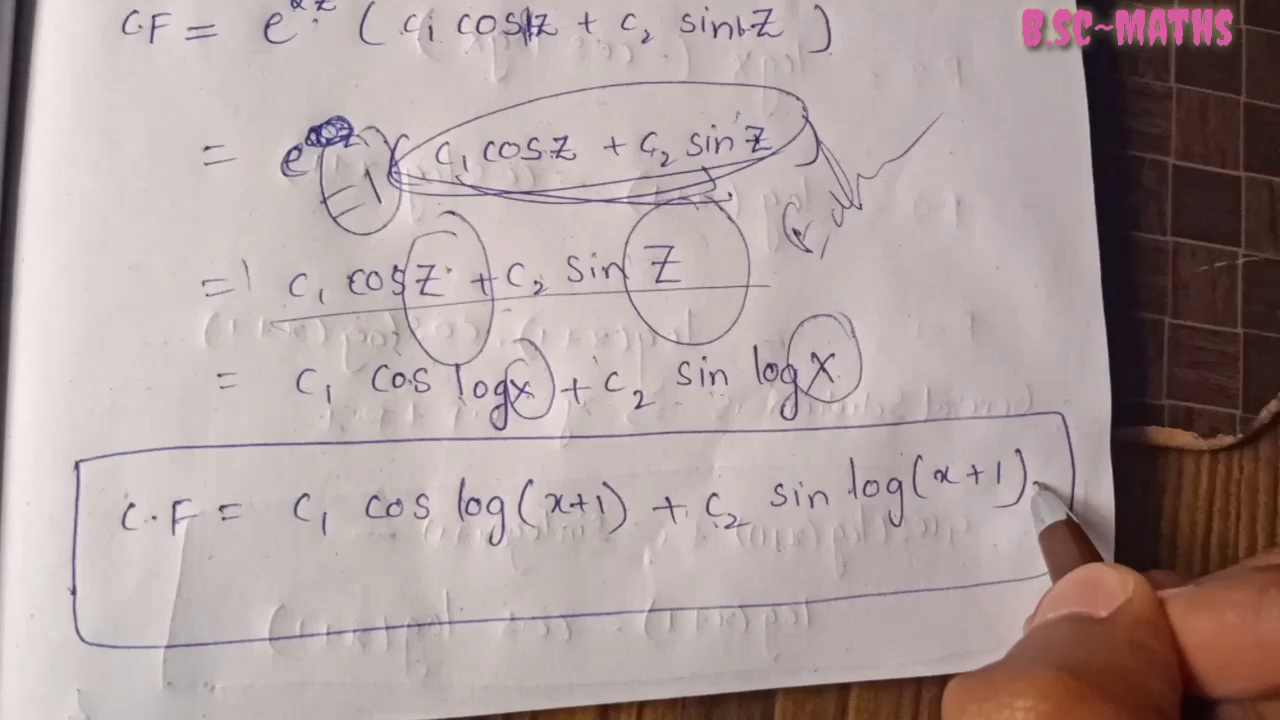 B.SC~MATHS
C.F = e^αz (c₁ cos z + c₂ sin z)
= e (c₁ cos z + c₂ sin z)
=1
= c₁ cos z + c₂ sin z
= c₁ cos log x + c₂ sin log x
C.F = c₁ cos log(x+1) + c₂ sin log(x+1).